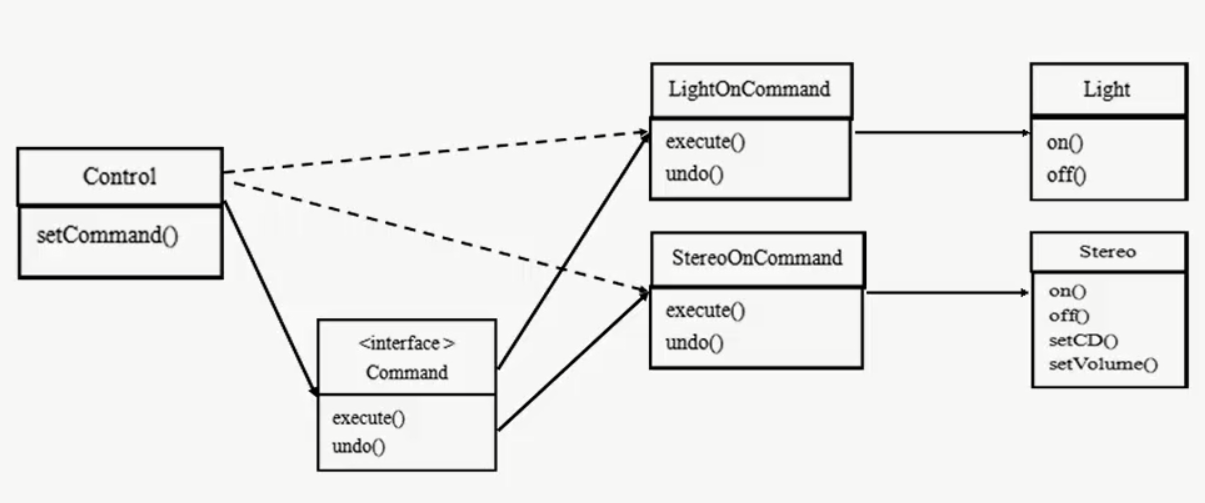 Control
setCommand()
<interface >
Command
execute()
undo()
LightOnCommand
execute()
undo()
StereoOnCommand
execute()
undo()
Light
on()
off()
Stereo
on()
off()
setCD()
setVolume()